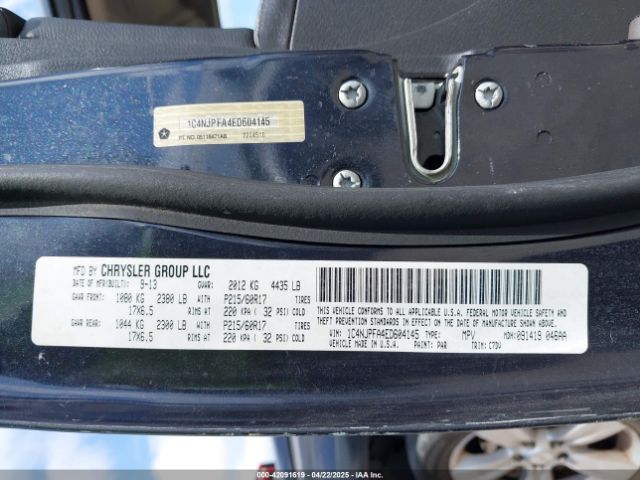 1C4NJPFA4ED604145
MFD BY CHRYSLER GROUP LLC
DATE OF MFR(BUILT): 9-13 GVWR: 2012 KG 4435 LB
GAWR FRONT: 1080 KG 2380 LB WITH P215/60R17 TIRES
17X6.5 RIMS AT 220 KPA ( 32 PSI) COLD
GAWR REAR: 1044 KG 2300 LB WITH P215/60R17 TIRES
17X6.5 RIMS AT 220 KPA ( 32 PSI) COLD
THIS VEHICLE CONFORMS TO ALL APPLICABLE U.S.A. FEDERAL MOTOR VEHICLE SAFETY AND
THEFT PREVENTION STANDARDS IN EFFECT ON THE DATE OF MANUFACTURE SHOWN ABOVE.
VIN: 1C4NJPFA4ED604145 TYPE: MPV MDH: 091419 046AA
VEHICLE MADE IN U.S.A. PAINT: PAR TRIM: C7DV
000-42091619 - 04/22/2025 - IAA Inc.